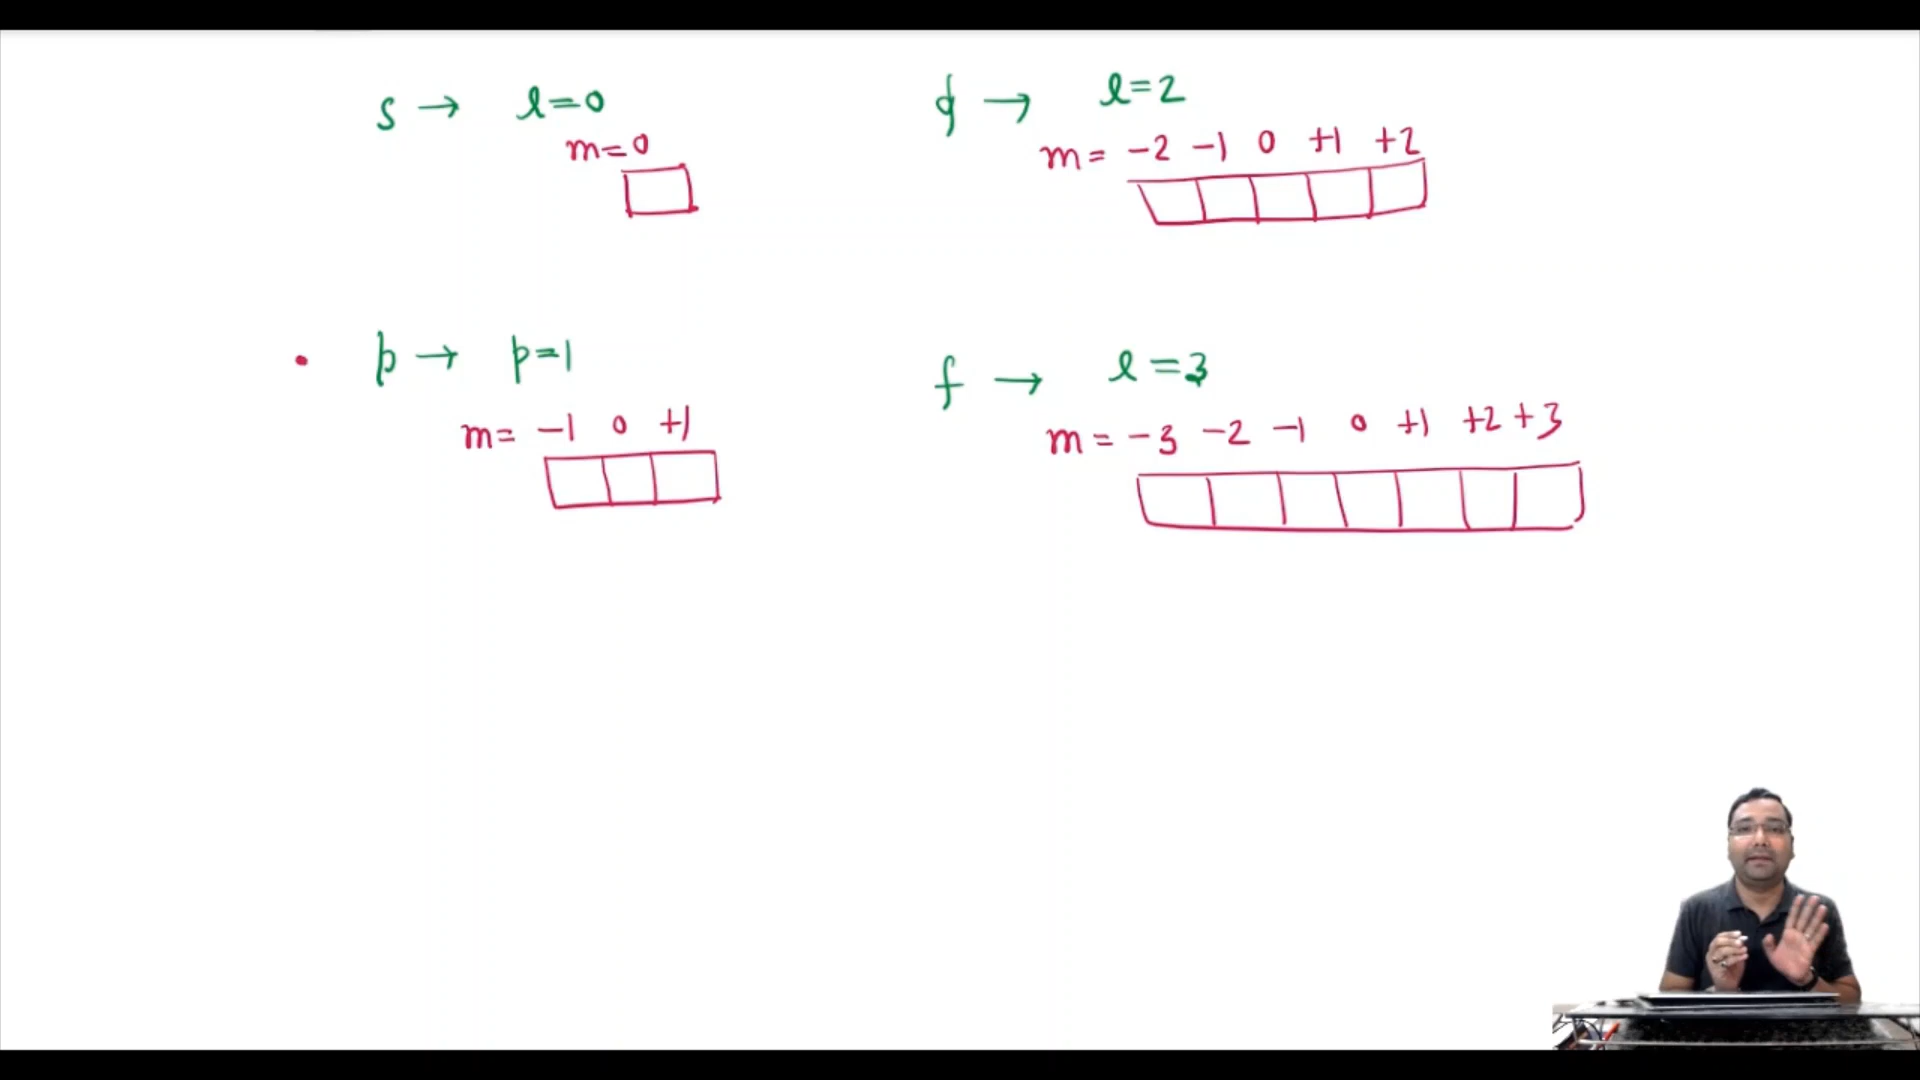 s → l=0
m=0
d → l=2
m= -2 -1 0 +1 +2
p → p=1
m= -1 0 +1
f → l=3
m= -3 -2 -1 0 +1 +2 +3